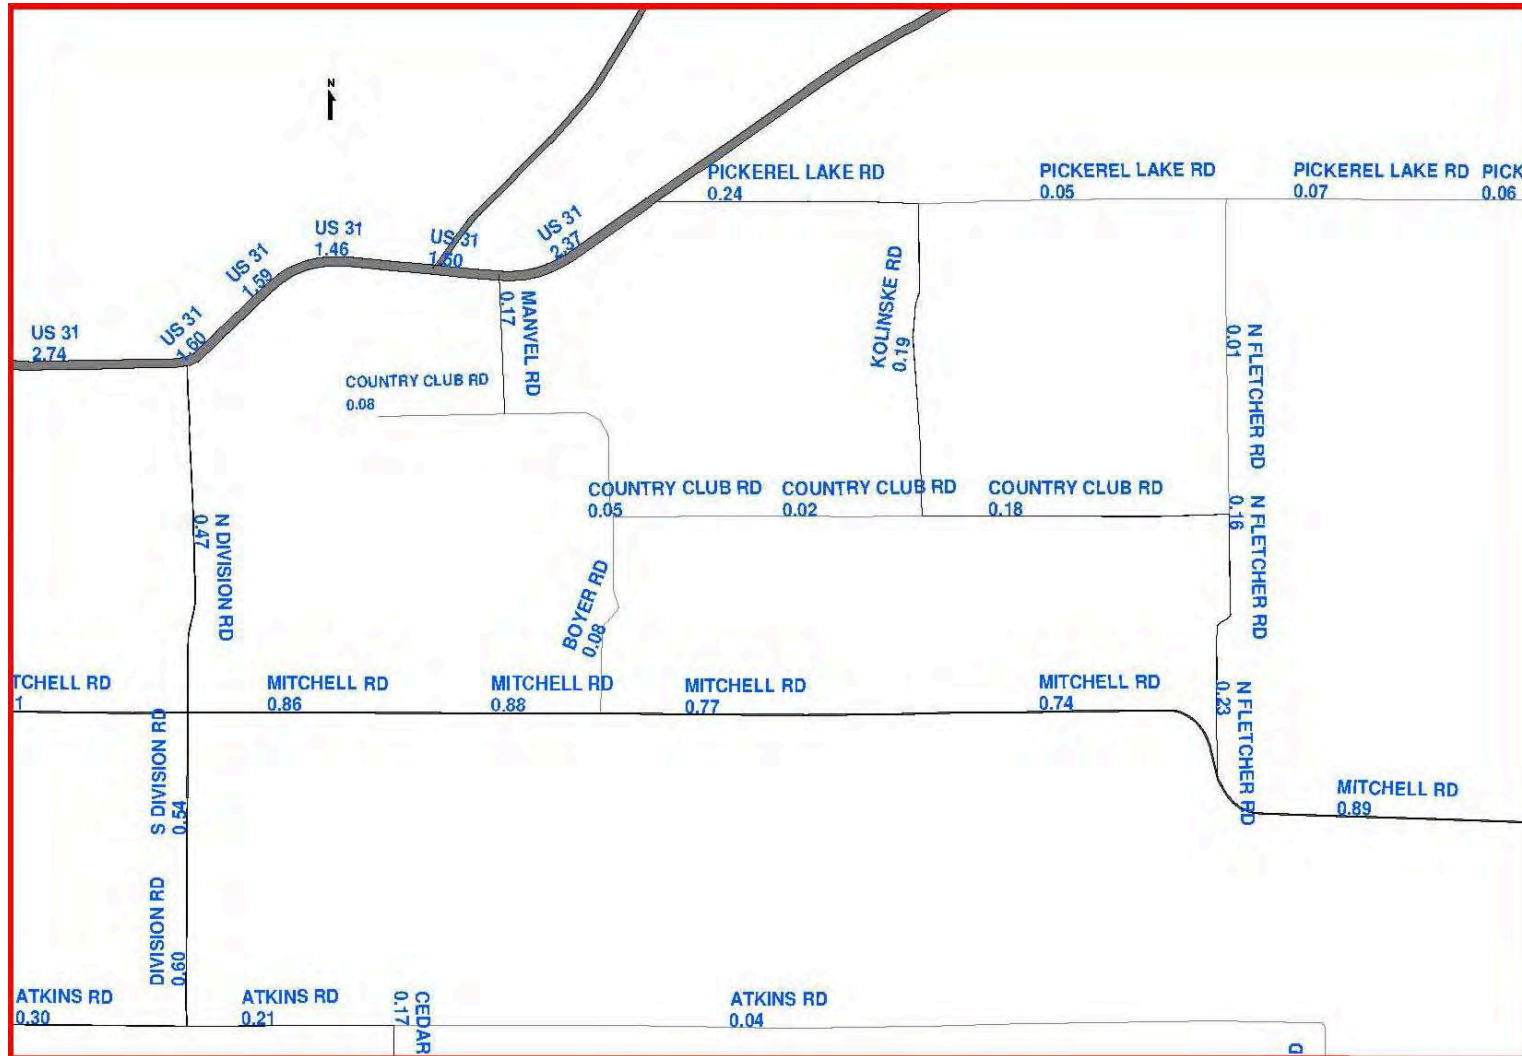 N
PICKEREL LAKE RD
0.24
PICKEREL LAKE RD
0.05
PICKEREL LAKE RD
0.07
PICK
0.06
US 31
1.46
US 31
1.50
US 31
2.37
US 31
1.59
US 31
1.60
US 31
2.74
MANVEL RD
0.17
KOLINSKE RD
0.19
N FLETCHER RD
0.01
COUNTRY CLUB RD
0.08
COUNTRY CLUB RD
0.05
COUNTRY CLUB RD
0.02
COUNTRY CLUB RD
0.18
N FLETCHER RD
0.16
N DIVISION RD
0.47
BOYER RD
0.08
TCHELL RD
1
MITCHELL RD
0.86
MITCHELL RD
0.88
MITCHELL RD
0.77
MITCHELL RD
0.74
N FLETCHER RD
0.23
S DIVISION RD
0.54
MITCHELL RD
0.89
DIVISION RD
0.60
ATKINS RD
0.30
ATKINS RD
0.21
CEDAR
0.17
ATKINS RD
0.04
D